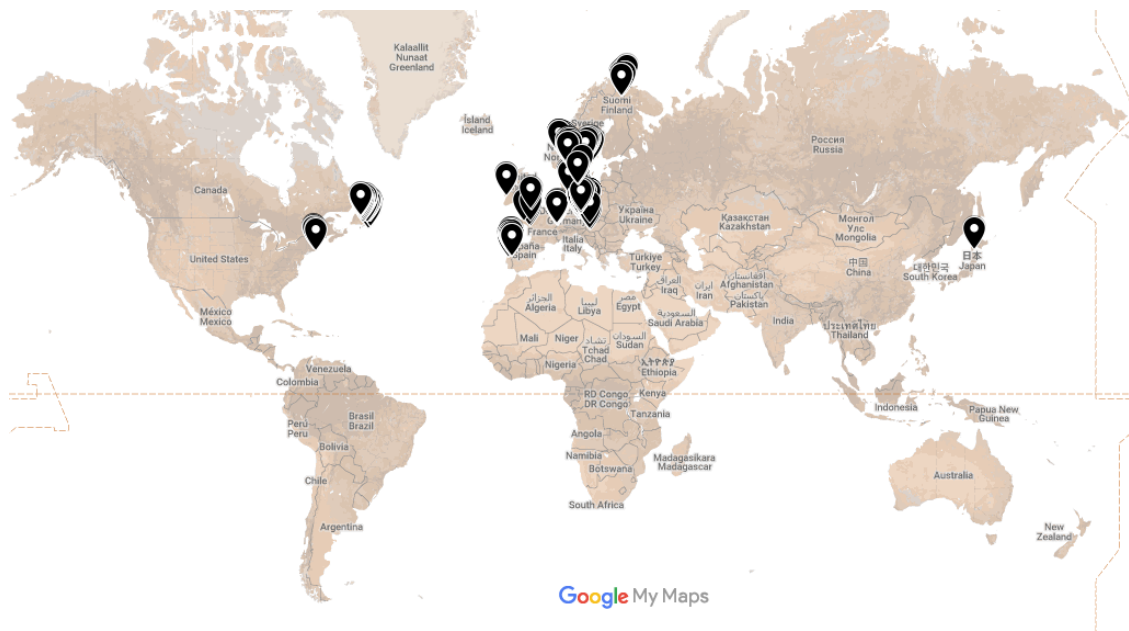 Kalaallit
Nunaat
Greenland
Ísland
Iceland
Suomi
Finland
Sverige
Россия
Russia
Canada
Україна
Ukraine
France
Italia
Italy
Spain
Türkiye
Turkey
Қазақстан
Kazakhstan
Монгол
Улс
Mongolia
中国
China
대한민국
South Korea
日本
Japan
United States
México
Mexico
الجزائر
Algeria
ليبيا
Libya
مصر
Egypt
العراق
Iraq
ایران
Iran
افغانستان
Afghanistan
پاکستان
Pakistan
السعودية
Saudi Arabia
India
ประเทศไทย
Thailand
Mali
Niger
تشاد
Tchad
Chad
السودان
Sudan
Nigeria
ኢትዮጵያ
Ethiopia
Venezuela
Colombia
RD Congo
DR Congo
Kenya
Tanzania
Indonesia
Papua New
Guinea
Brasil
Brazil
Perú
Peru
Bolivia
Angola
Namibia
Botswana
Madagasikara
Madagascar
Chile
Australia
South Africa
Argentina
New
Zealand
Google My Maps